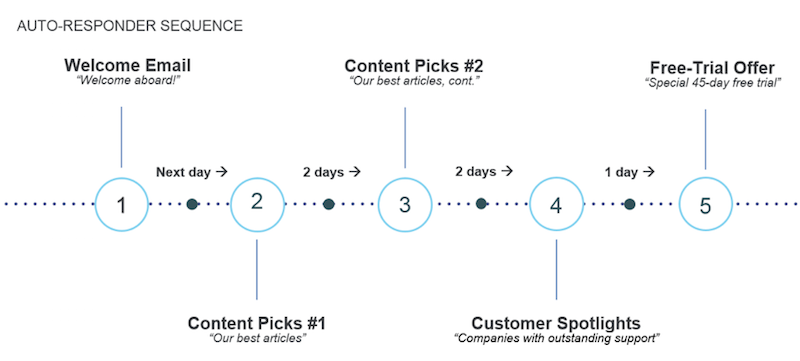 AUTO-RESPONDER SEQUENCE
Welcome Email
“Welcome aboard!”
Content Picks #2
“Our best articles, cont.”
Free-Trial Offer
“Special 45-day free trial”
Next day →
2 days →
2 days →
1 day →
1
2
3
4
5
Content Picks #1
“Our best articles”
Customer Spotlights
“Companies with outstanding support”